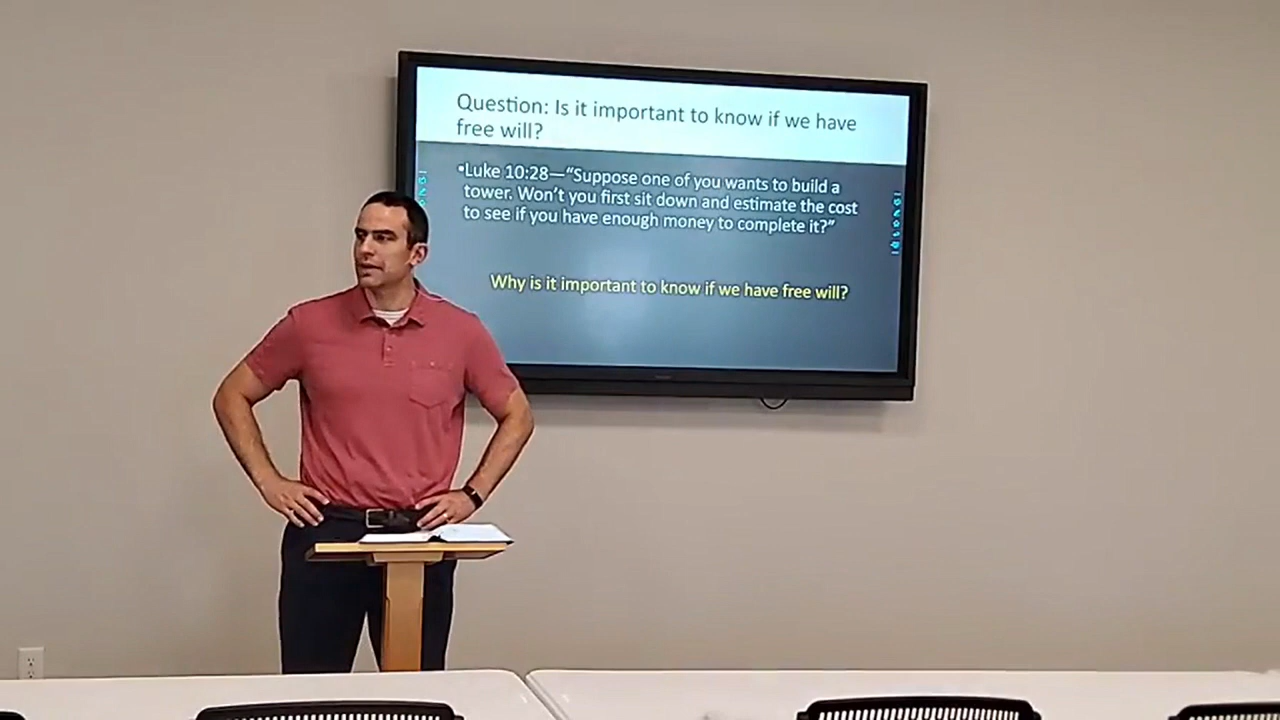 Question: Is it important to know if we have
free will?
•Luke 10:28—“Suppose one of you wants to build a
tower. Won’t you first sit down and estimate the cost
to see if you have enough money to complete it?”
Why is it important to know if we have free will?